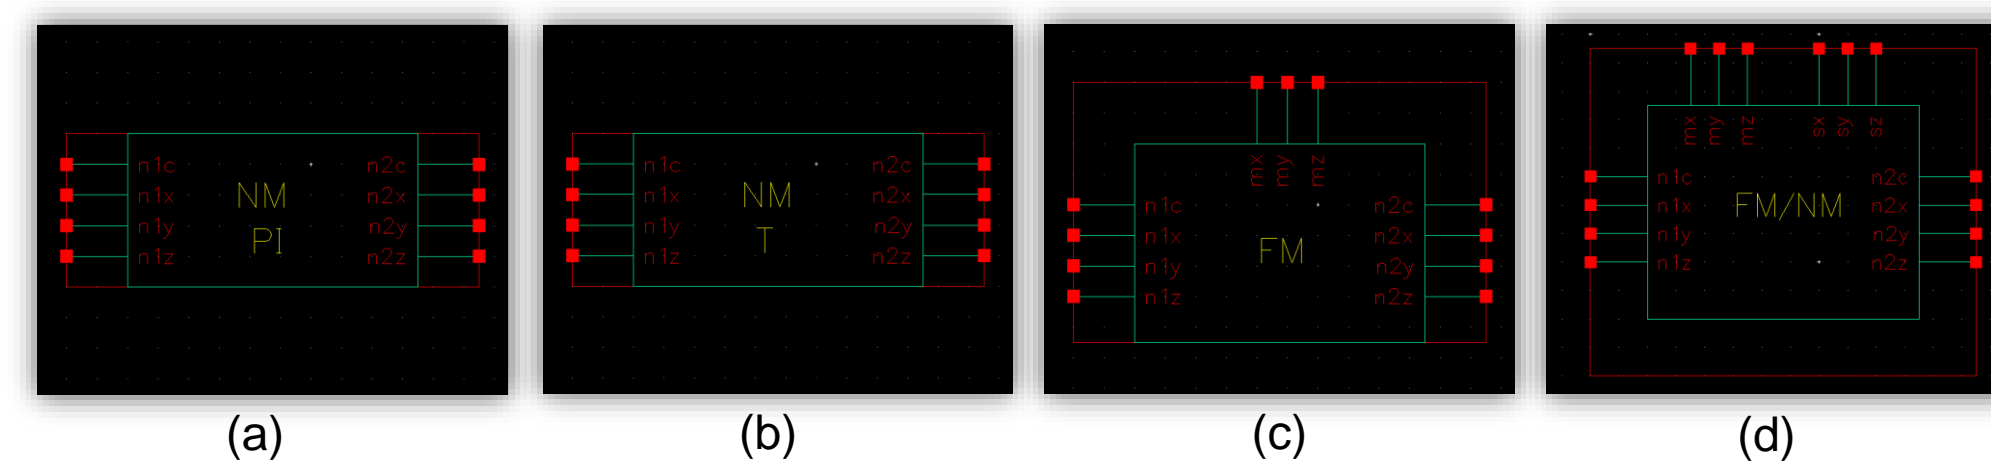 n1c n2c
n1x NM n2x
n1y PI n2y
n1z n2z
(a)
n1c n2c
n1x NM n2x
n1y T n2y
n1z n2z
(b)
mx my mz
n1c n2c
n1x FM n2x
n1y n2y
n1z n2z
(c)
mx my mz sx sy sz
n1c n2c
n1x FM/NM n2x
n1y n2y
n1z n2z
(d)